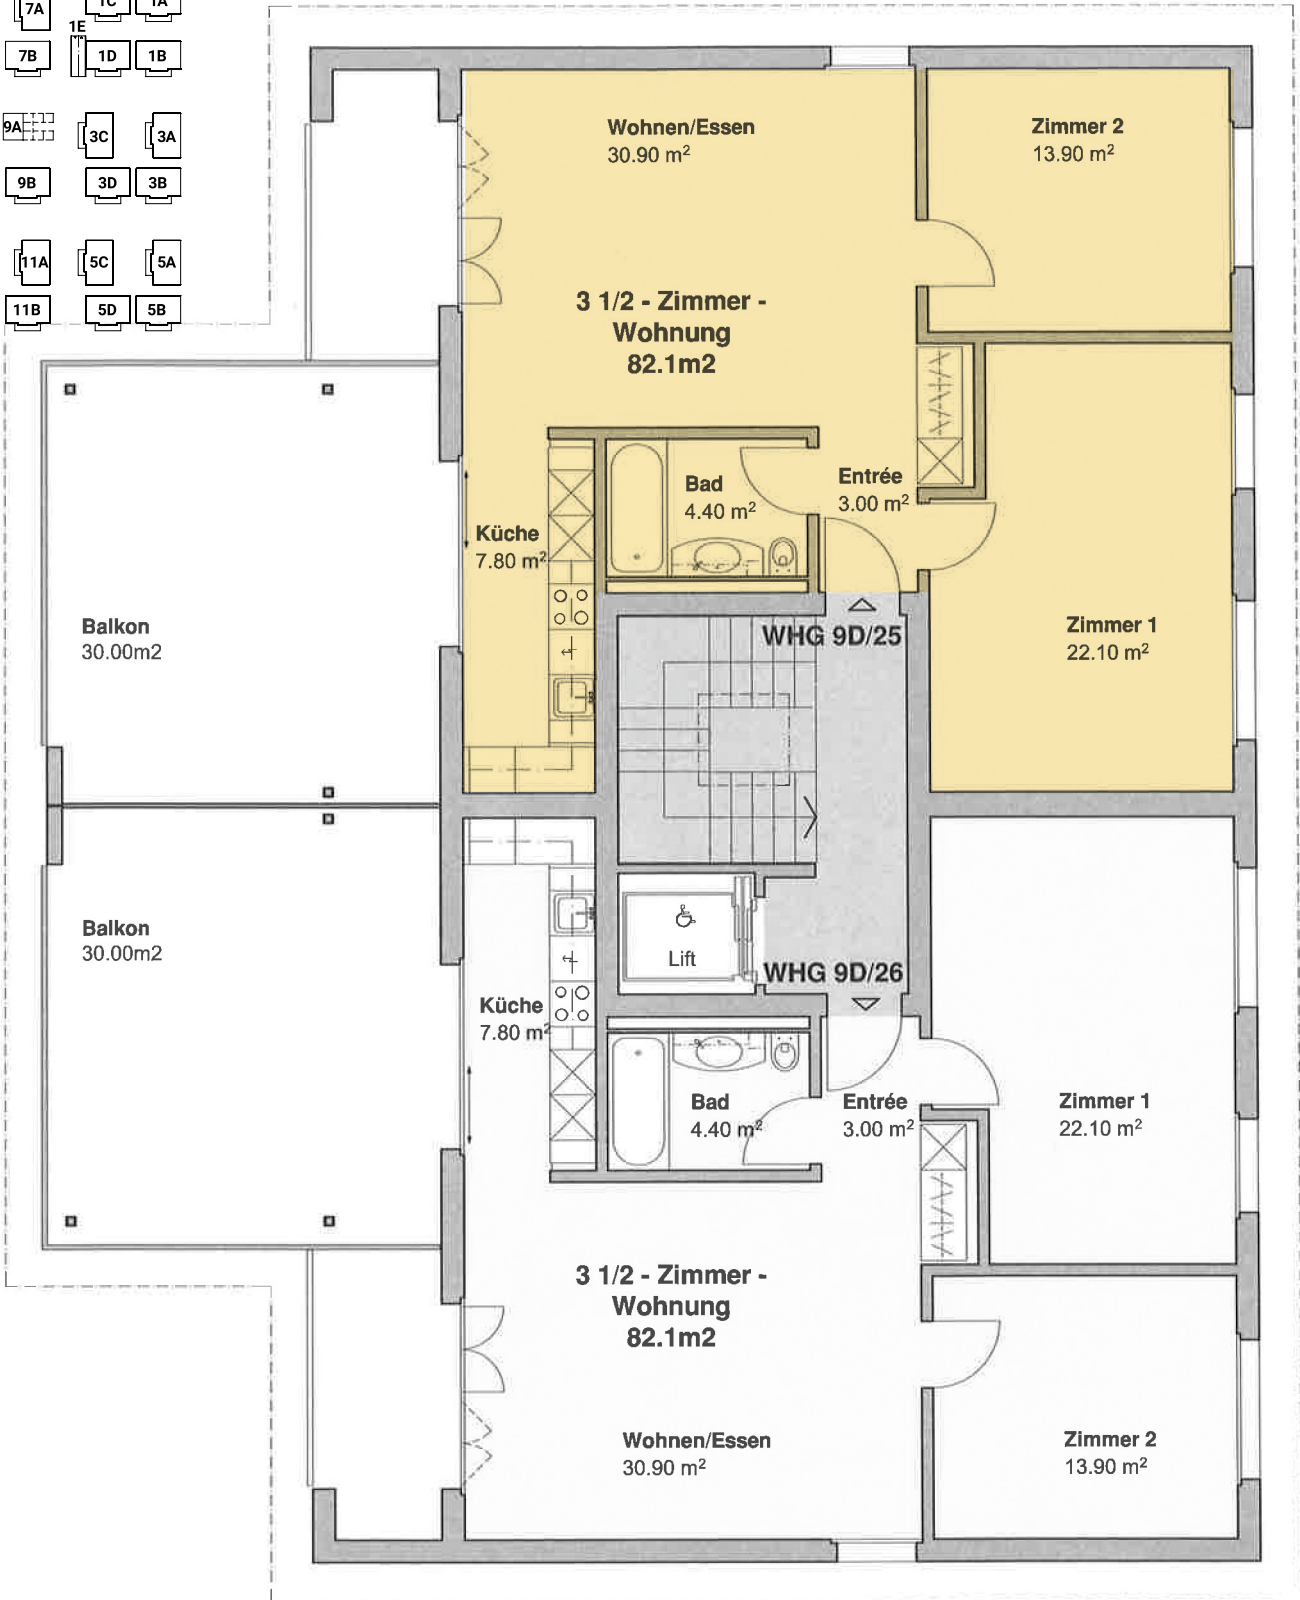 7A
1C
1A
1E
7B
1D
1B
9A
3C
3A
9B
3D
3B
11A
5C
5A
11B
5D
5B
Wohnen/Essen
30.90 m²
Zimmer 2
13.90 m²
3 1/2 - Zimmer -
Wohnung
82.1m2
Bad
4.40 m²
Entrée
3.00 m²
Küche
7.80 m²
Balkon
30.00m2
WHG 9D/25
Zimmer 1
22.10 m²
Balkon
30.00m2
Lift
WHG 9D/26
Küche
7.80 m²
Bad
4.40 m²
Entrée
3.00 m²
Zimmer 1
22.10 m²
3 1/2 - Zimmer -
Wohnung
82.1m2
Wohnen/Essen
30.90 m²
Zimmer 2
13.90 m²